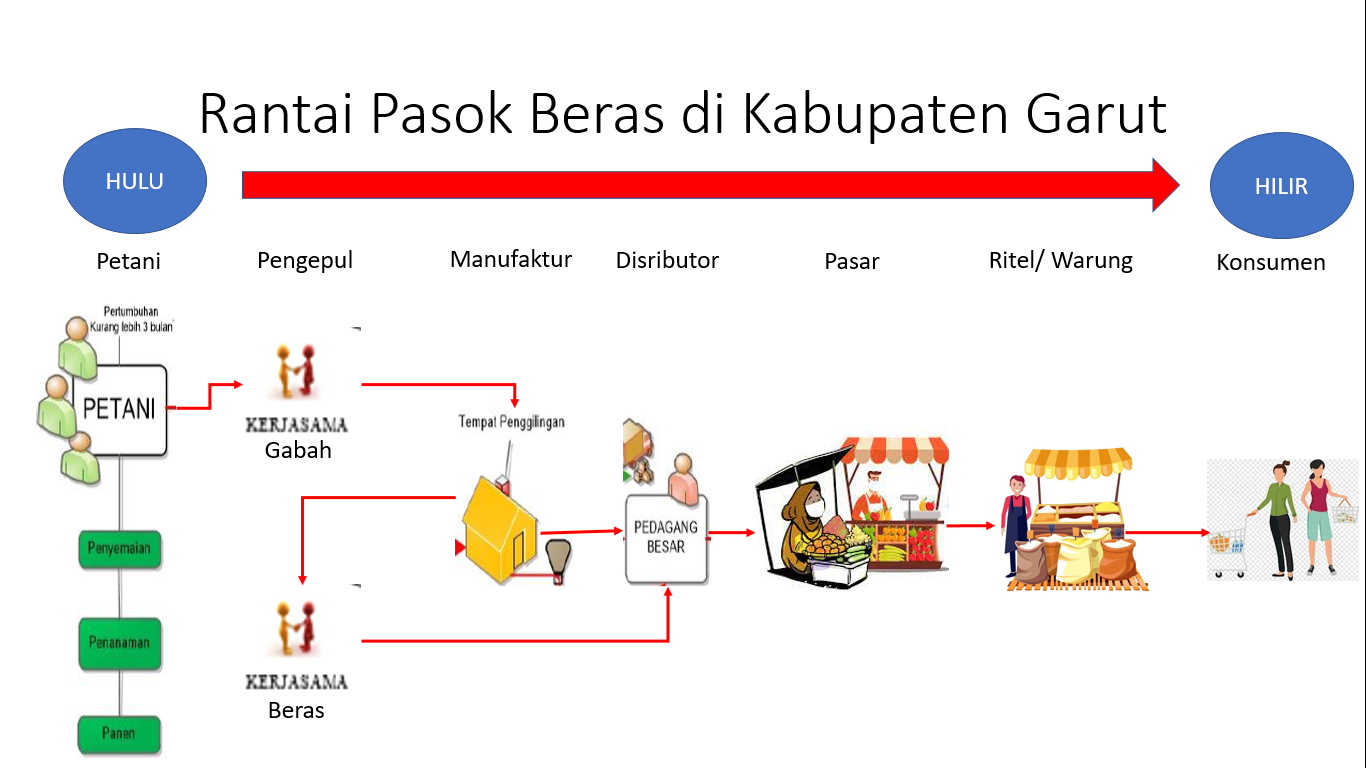 Rantai Pasok Beras di Kabupaten Garut
HULU
HILIR
Petani
Pengepul
Manufaktur
Disributor
Pasar
Ritel/ Warung
Konsumen
Pertumbuhan
Kurang lebih 3 bulan
PETANI
KERJASAMA
Gabah
Tempat Penggilingan
PEDAGANG
BESAR
Penyemaian
Penanaman
Panen
KERJASAMA
Beras